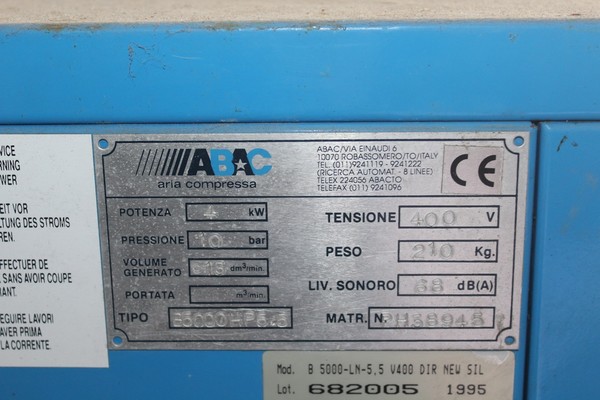 VICE
RNING
WER
EIT VOR
TUNG DES STROMS
REN.
EFFECTUER DE
SANS AVOIR COUPE
RANT.
EGUIRE LAVORI
AVER PRIMA
LA CORRENTE.
ABAC
aria compressa
ABAC/VIA EINAUDI 6
10070 ROBASSOMERO/TO/ITALY
TEL. (011) 9241119 - 9241222
(RICERCA AUTOMAT. - 8 LINEE)
TELEX 224056 ABACTO
TELEFAX (011) 9241096
CE
POTENZA 4 kW
PRESSIONE 10 bar
VOLUME
GENERATO dm³/min.
PORTATA m³/min.
TIPO
TENSIONE 400 V
PESO 210 Kg.
LIV. SONORO 68 dB(A)
MATR. N.
Mod. B 5000-LN-5,5 V400 DIR NEW SIL
Lot. 682005 1995